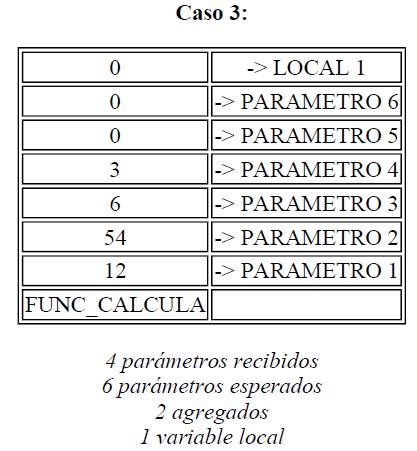 Caso 3:
0 -> LOCAL 1
0 -> PARAMETRO 6
0 -> PARAMETRO 5
3 -> PARAMETRO 4
6 -> PARAMETRO 3
54 -> PARAMETRO 2
12 -> PARAMETRO 1
FUNC_CALCULA
4 parámetros recibidos
6 parámetros esperados
2 agregados
1 variable local